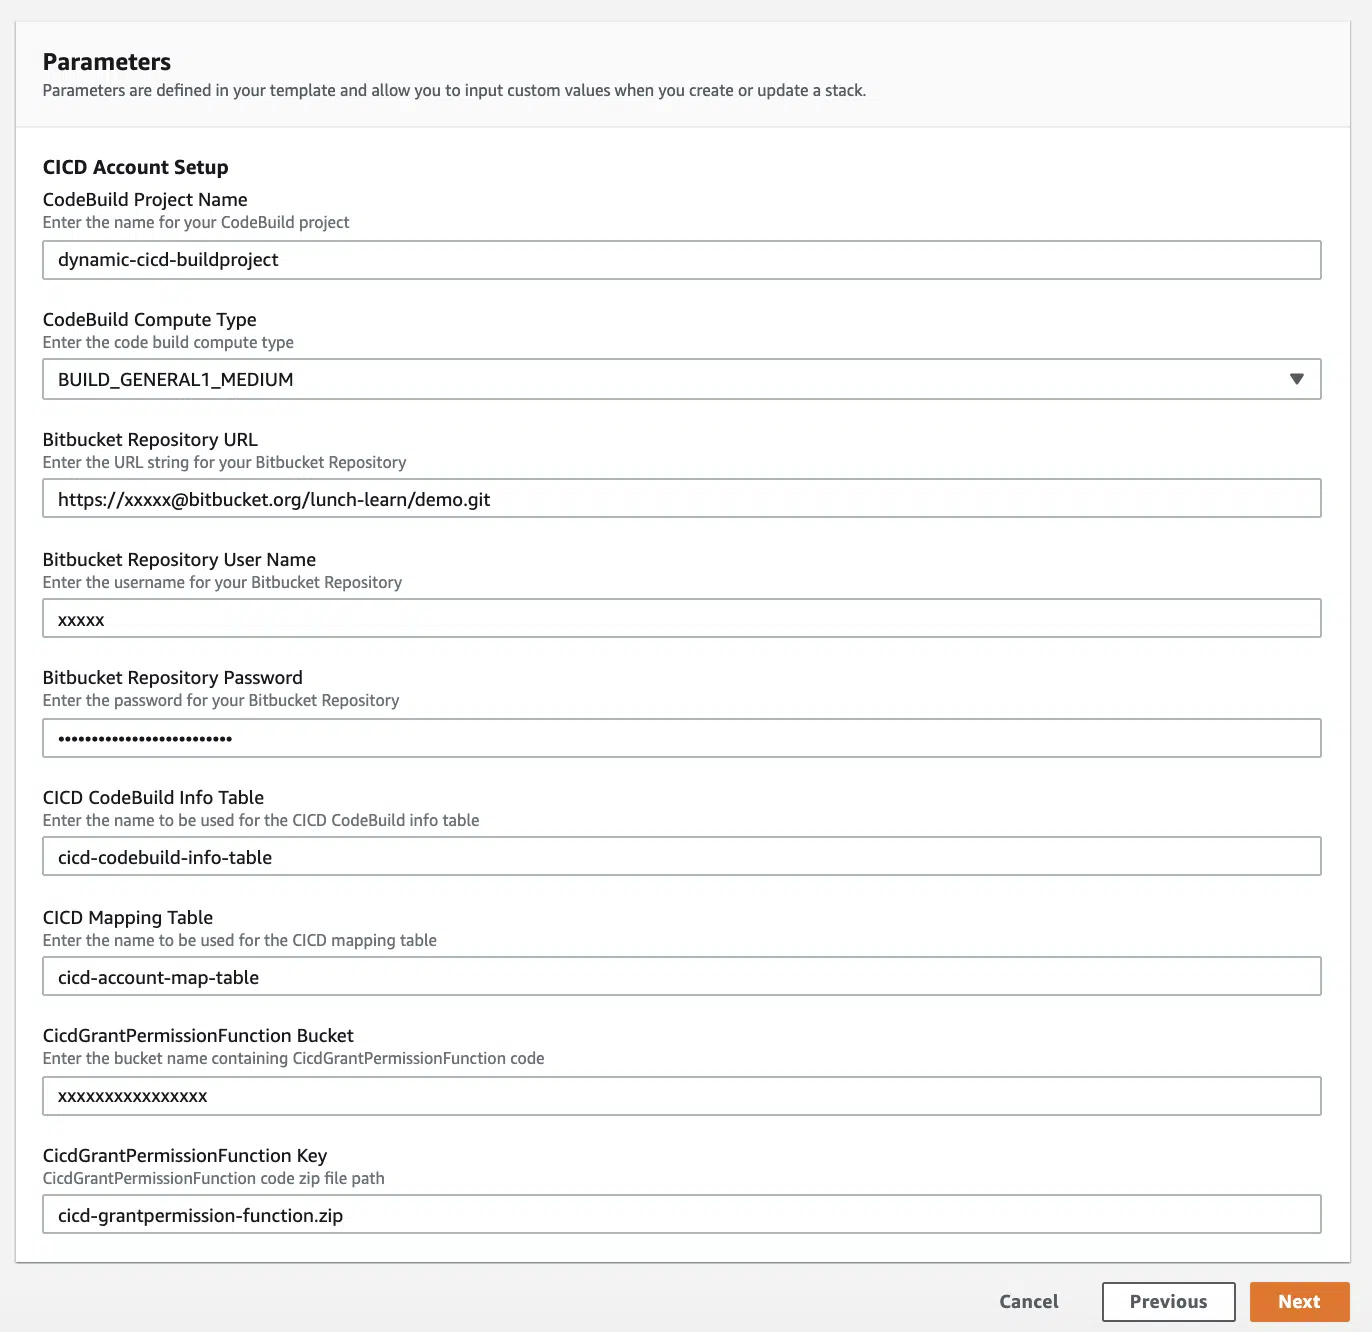 Parameters
Parameters are defined in your template and allow you to input custom values when you create or update a stack.
CICD Account Setup
CodeBuild Project Name
Enter the name for your CodeBuild project
dynamic-cicd-buildproject
CodeBuild Compute Type
Enter the code build compute type
BUILD_GENERAL1_MEDIUM
Bitbucket Repository URL
Enter the URL string for your Bitbucket Repository
https://xxxxx@bitbucket.org/lunch-learn/demo.git
Bitbucket Repository User Name
Enter the username for your Bitbucket Repository
xxxxx
Bitbucket Repository Password
Enter the password for your Bitbucket Repository
••••••••••••••••••••••••••
CICD CodeBuild Info Table
Enter the name to be used for the CICD CodeBuild info table
cicd-codebuild-info-table
CICD Mapping Table
Enter the name to be used for the CICD mapping table
cicd-account-map-table
CicdGrantPermissionFunction Bucket
Enter the bucket name containing CicdGrantPermissionFunction code
xxxxxxxxxxxxxxxx
CicdGrantPermissionFunction Key
CicdGrantPermissionFunction code zip file path
cicd-grantpermission-function.zip
Cancel Previous Next